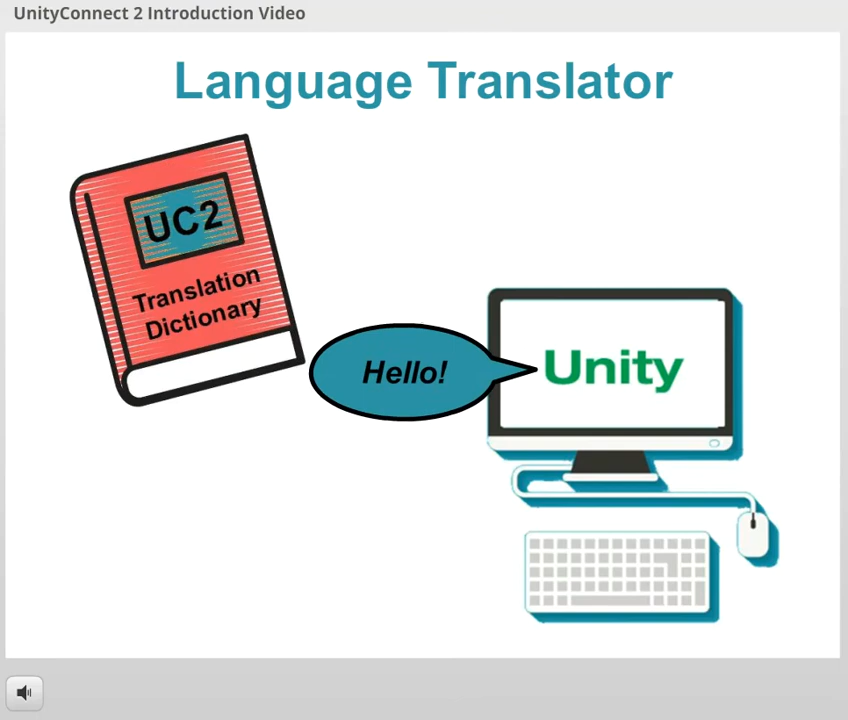 UnityConnect 2 Introduction Video
Language Translator
UC2
Translation
Dictionary
Hello!
Unity